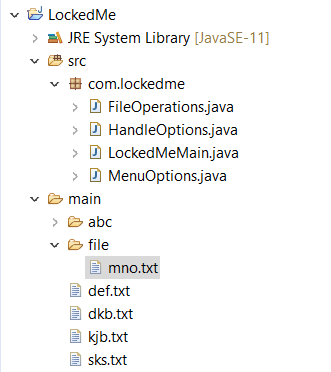 LockedMe
JRE System Library [JavaSE-11]
src
com.lockedme
FileOperations.java
HandleOptions.java
LockedMeMain.java
MenuOptions.java
main
abc
file
mno.txt
def.txt
dkb.txt
kjb.txt
sks.txt